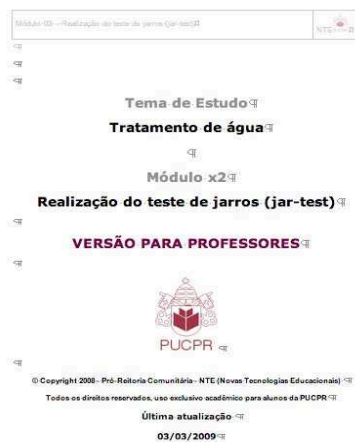 Módulo 03 – Realização do teste de jarros (jar-test)
NTE
Tema de Estudo
Tratamento de água
Módulo x2
Realização do teste de jarros (jar-test)
VERSÃO PARA PROFESSORES
PUCPR
© Copyright 2008 - Pró-Reitoria Comunitária - NTE (Novas Tecnologias Educacionais)
Todos os direitos reservados, uso exclusivo acadêmico para alunos da PUCPR
Última atualização
03/03/2009